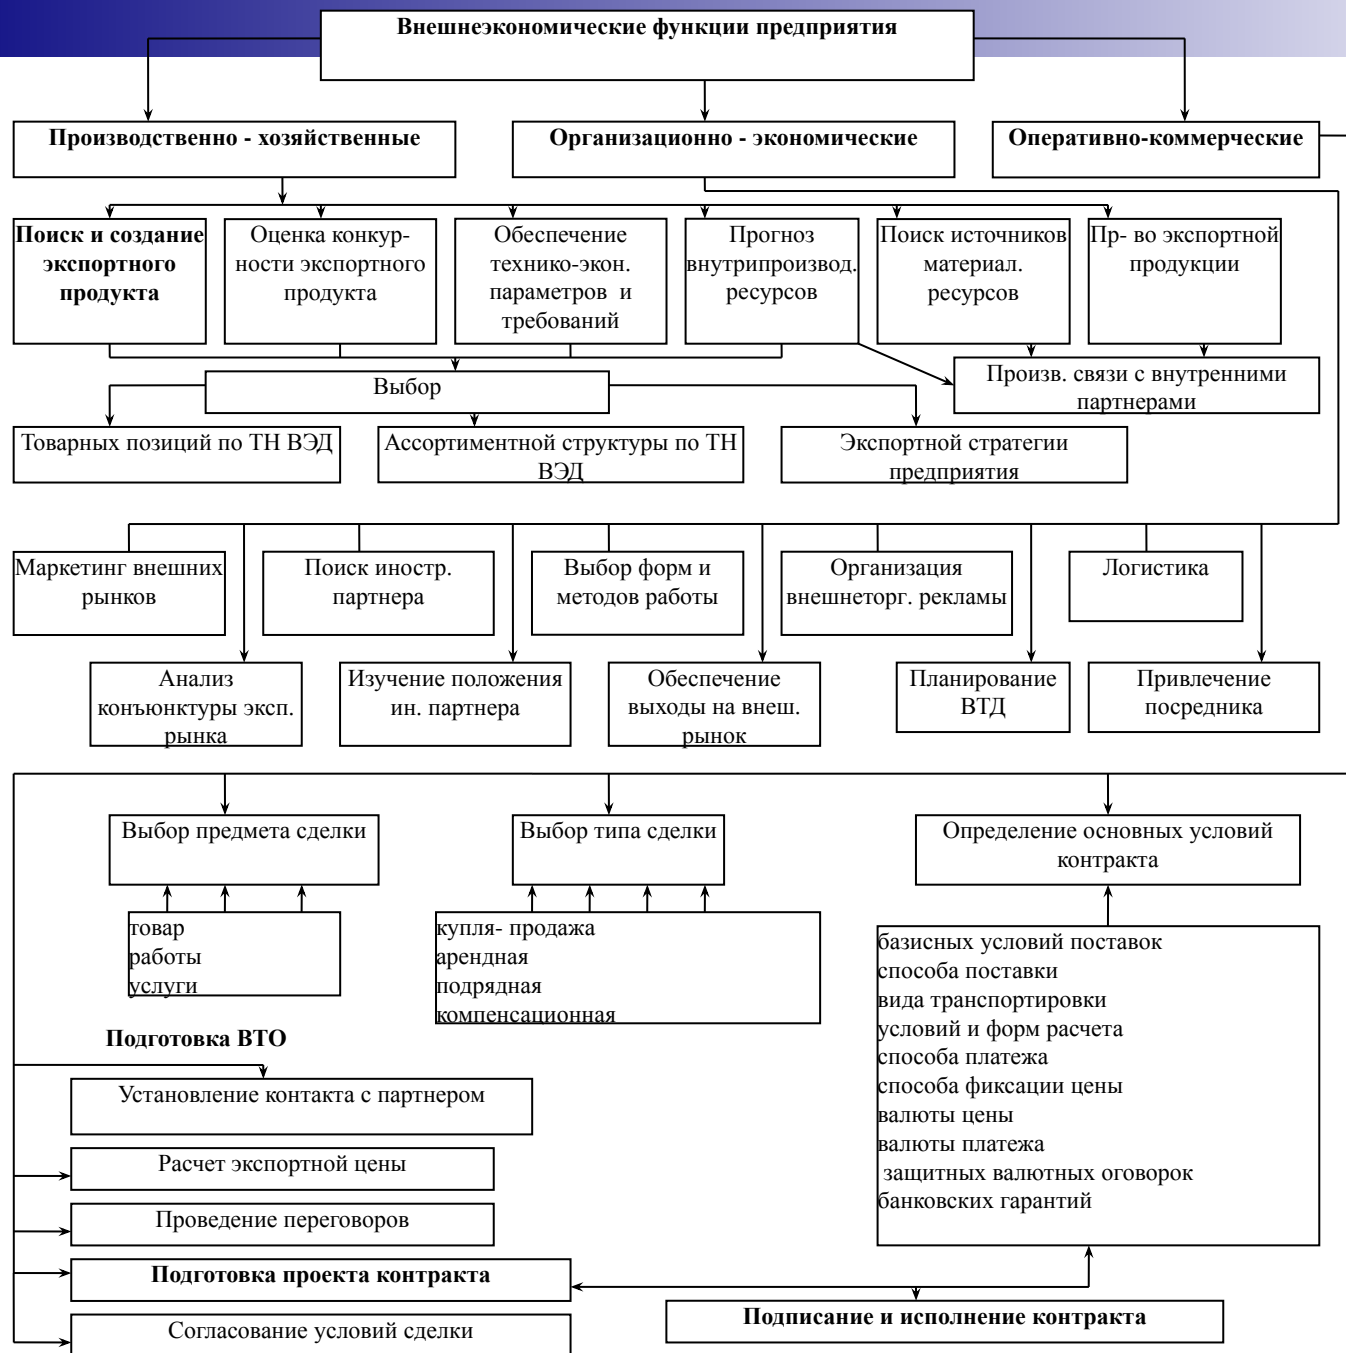 Внешнеэкономические функции предприятия
Производственно - хозяйственные
Организационно - экономические
Оперативно-коммерческие
Поиск и создание
экспортного
продукта
Оценка конкур-
ности экспортного
продукта
Обеспечение
технико-экон.
параметров и
требований
Прогноз
внутрипроизвод.
ресурсов
Поиск источников
материал.
ресурсов
Пр- во экспортной
продукции
Выбор
Произв. связи с внутренними
партнерами
Товарных позиций по ТН ВЭД
Ассортиментной структуры по ТН
ВЭД
Экспортной стратегии
предприятия
Маркетинг внешних
рынков
Поиск иностр.
партнера
Выбор форм и
методов работы
Организация
внешнеторг. рекламы
Логистика
Анализ
конъюнктуры эксп.
рынка
Изучение положения
ин. партнера
Обеспечение
выходы на внеш.
рынок
Планирование
ВТД
Привлечение
посредника
Выбор предмета сделки
Выбор типа сделки
Определение основных условий
контракта
товар
работы
услуги
купля- продажа
арендная
подрядная
компенсационная
базисных условий поставок
способа поставки
вида транспортировки
условий и форм расчета
способа платежа
способа фиксации цены
валюты цены
валюты платежа
защитных валютных оговорок
банковских гарантий
Подготовка ВТО
Установление контакта с партнером
Расчет экспортной цены
Проведение переговоров
Подготовка проекта контракта
Подписание и исполнение контракта
Согласование условий сделки